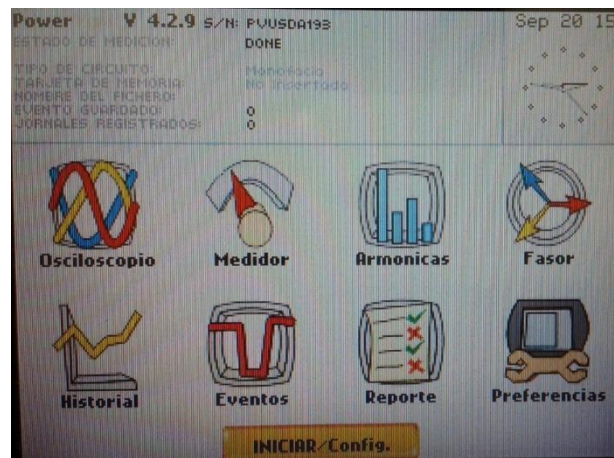 Power V 4.2.9 S/N: PVUSDA193 Sep 20 15
ESTADO DE MEDICION: DONE
TIPO DE CIRCUITO: Monofacia
TARJETA DE MEMORIA: No Insertada
NOMBRE DEL FICHERO:
EVENTO GUARDADO: 0
JORNALES REGISTRADOS: 0
Osciloscopio Medidor Armonicas Fasor
Historial Eventos Reporte Preferencias
INICIAR/Config.